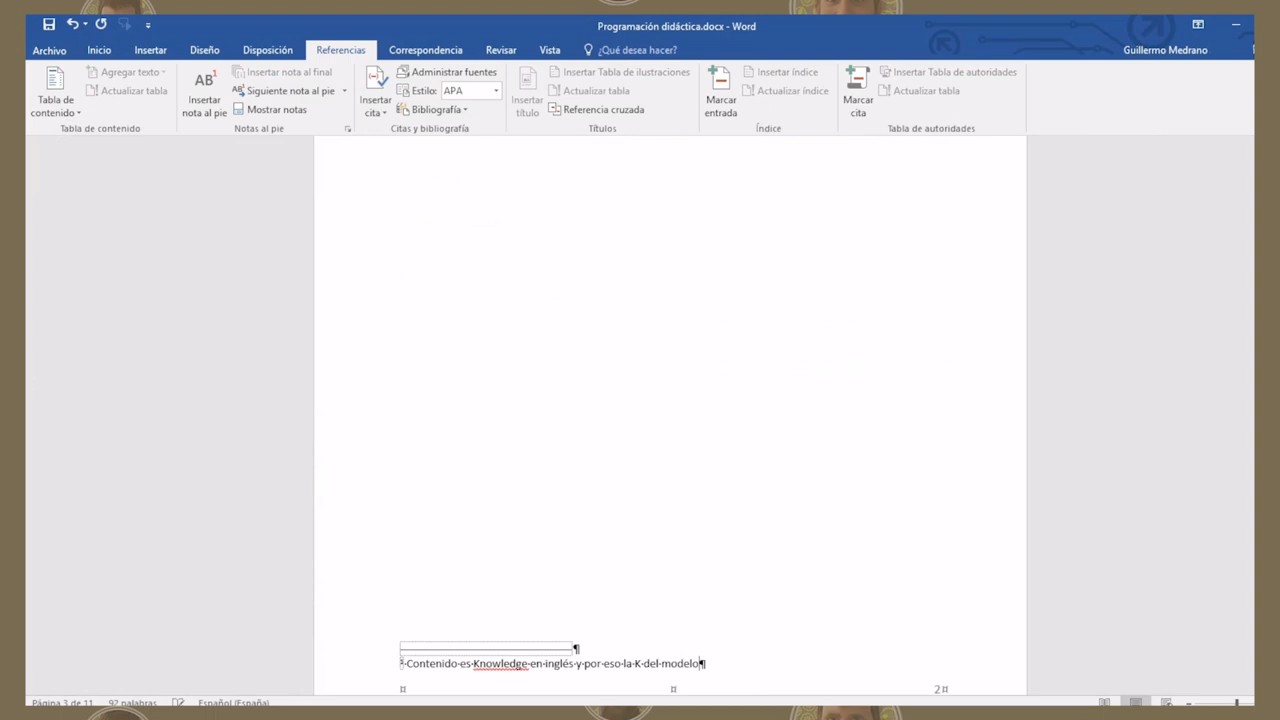 Programación didáctica.docx - Word
Archivo Inicio Insertar Diseño Disposición Referencias Correspondencia Revisar Vista ¿Qué desea hacer? Guillermo Medrano
Tabla de contenido
Agregar texto
Actualizar tabla
Tabla de contenido
AB1
Insertar nota al pie
Insertar nota al final
AB1 Siguiente nota al pie
Mostrar notas
Notas al pie
Insertar cita
Administrar fuentes
Estilo: APA
Bibliografía
Citas y bibliografía
Insertar título
Insertar Tabla de ilustraciones
Actualizar tabla
Referencia cruzada
Títulos
Marcar entrada
Insertar índice
Actualizar índice
Índice
Marcar cita
Insertar Tabla de autoridades
Actualizar tabla
Tabla de autoridades
Contenido·es·Knowledge·en·inglés·y·por·eso·la·K·del·modelo¶
2¤
Página 3 de 11 92 palabras Español (España)